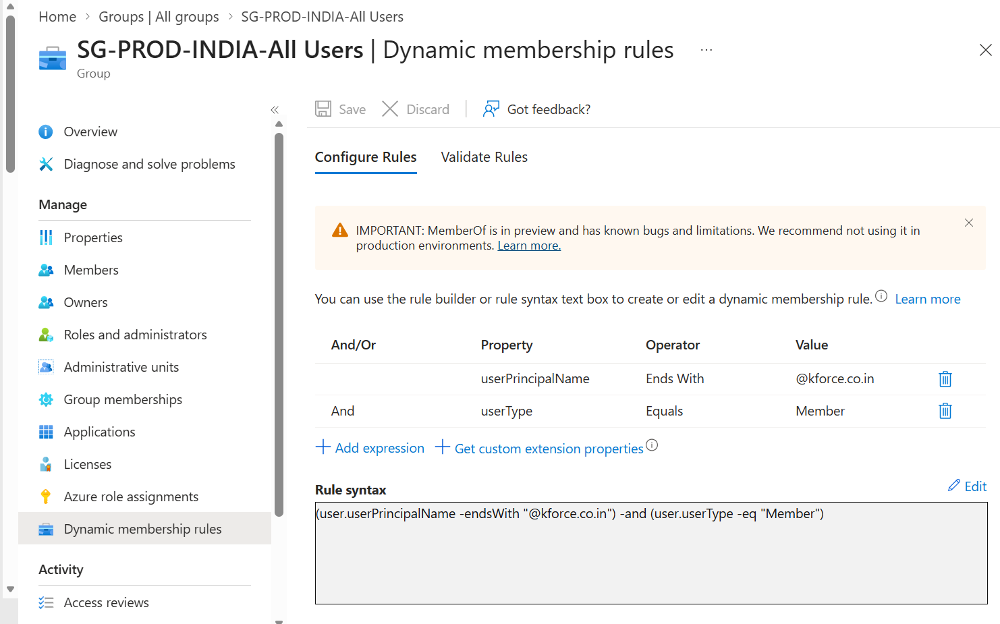 Home > Groups | All groups > SG-PROD-INDIA-All Users
SG-PROD-INDIA-All Users | Dynamic membership rules ...
Group
Save
Discard
Got feedback?
Overview
Diagnose and solve problems
Manage
Properties
Members
Owners
Roles and administrators
Administrative units
Group memberships
Applications
Licenses
Azure role assignments
Dynamic membership rules
Activity
Access reviews
Configure Rules
Validate Rules
IMPORTANT: MemberOf is in preview and has known bugs and limitations. We recommend not using it in
production environments. Learn more.
You can use the rule builder or rule syntax text box to create or edit a dynamic membership rule. Learn more
And/Or Property Operator Value
userPrincipalName Ends With @kforce.co.in
And userType Equals Member
+ Add expression + Get custom extension properties
Rule syntax
Edit
(user.userPrincipalName -endsWith "@kforce.co.in") -and (user.userType -eq "Member")